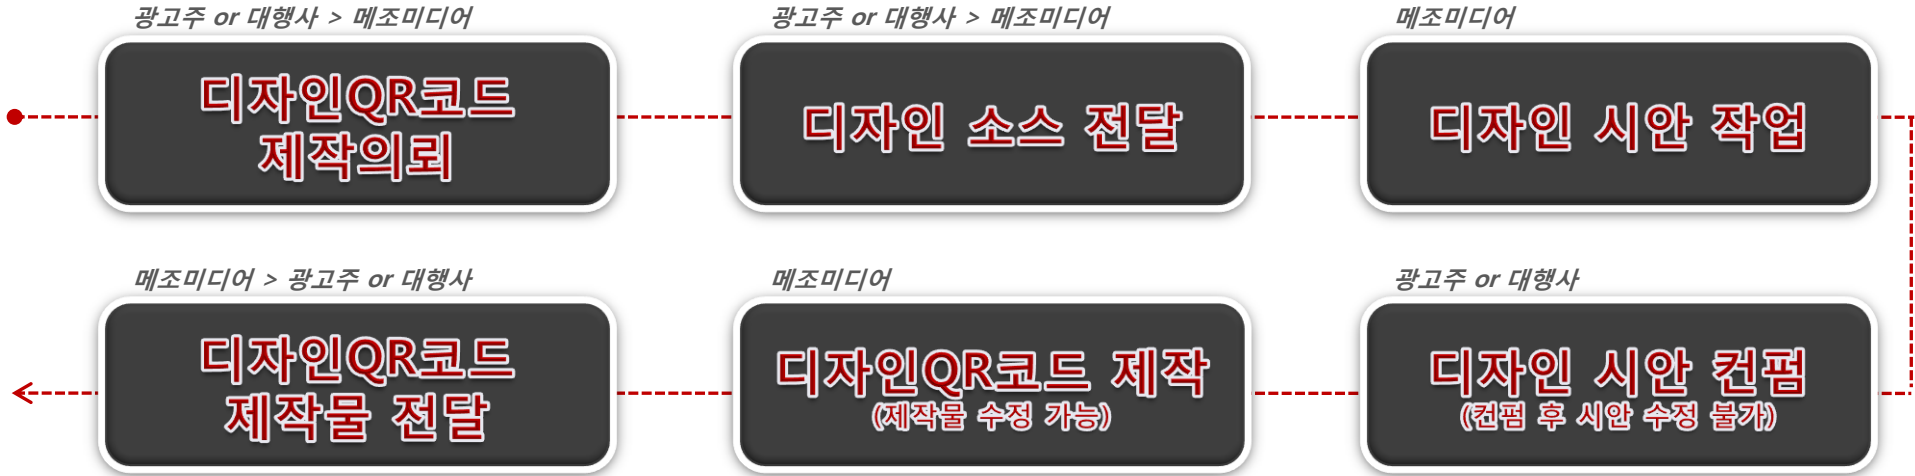 광고주 or 대행사 > 메조미디어
디자인QR코드
제작의뢰
광고주 or 대행사 > 메조미디어
디자인 소스 전달
메조미디어
디자인 시안 작업
광고주 or 대행사
디자인 시안 컨펌
(컨펌 후 시안 수정 불가)
메조미디어
디자인QR코드 제작
(제작물 수정 가능)
메조미디어 > 광고주 or 대행사
디자인QR코드
제작물 전달